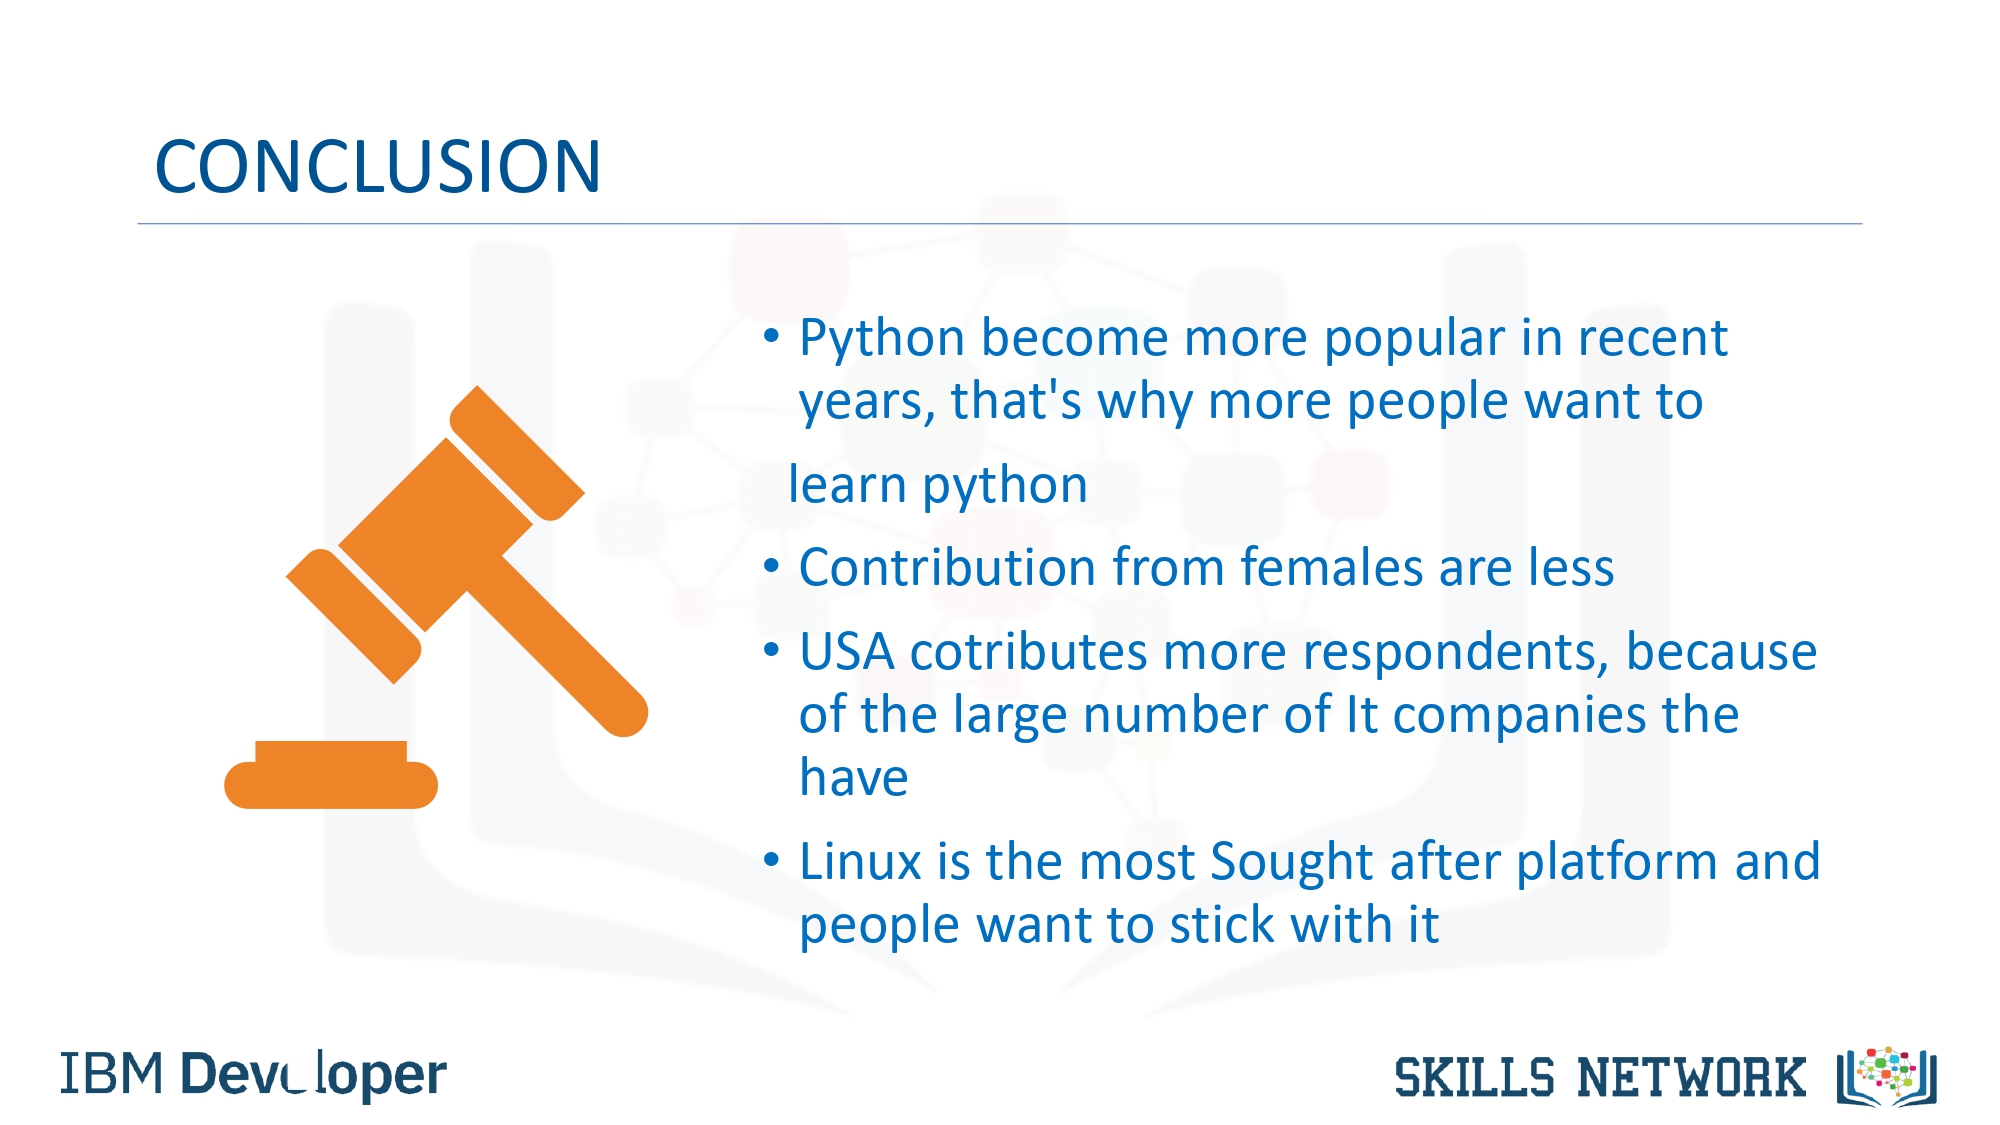 CONCLUSION
• Python become more popular in recent
years, that's why more people want to
learn python
• Contribution from females are less
• USA cotributes more respondents, because
of the large number of It companies the
have
• Linux is the most Sought after platform and
people want to stick with it
IBM Developer
SKILLS NETWORK